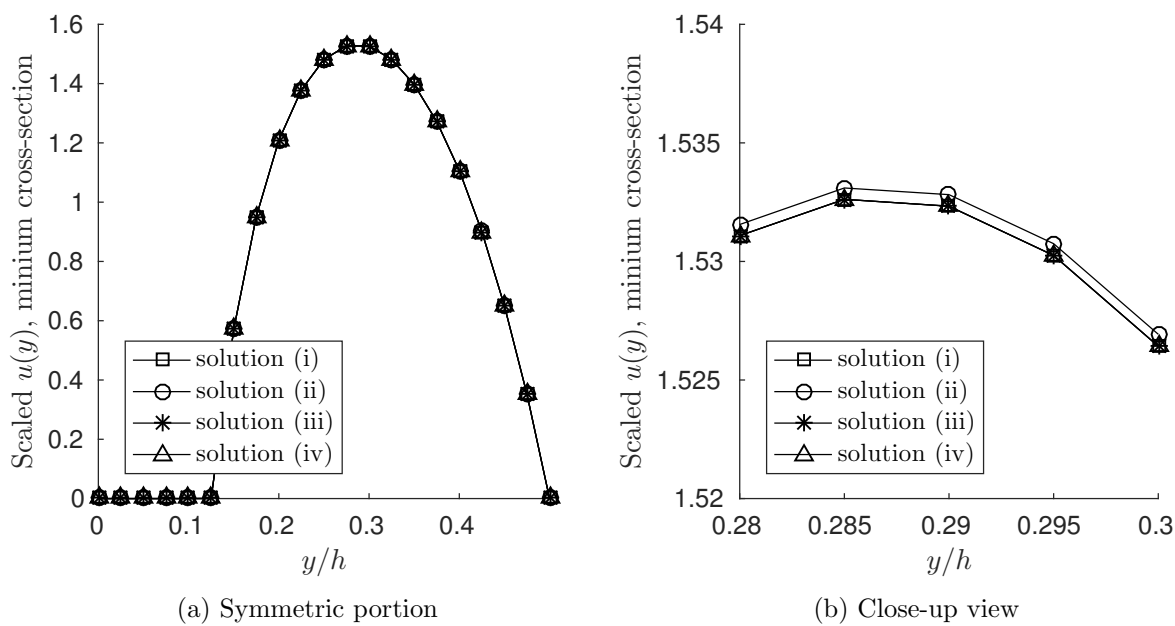 Scaled u(y), minium cross-section
1.6
1.4
1.2
1
0.8
0.6
0.4
0.2
0
solution (i)
solution (ii)
solution (iii)
solution (iv)
0 0.1 0.2 0.3 0.4
y/h
(a) Symmetric portion
Scaled u(y), minium cross-section
1.54
1.535
1.53
1.525
1.52
solution (i)
solution (ii)
solution (iii)
solution (iv)
0.28 0.285 0.29 0.295 0.3
y/h
(b) Close-up view